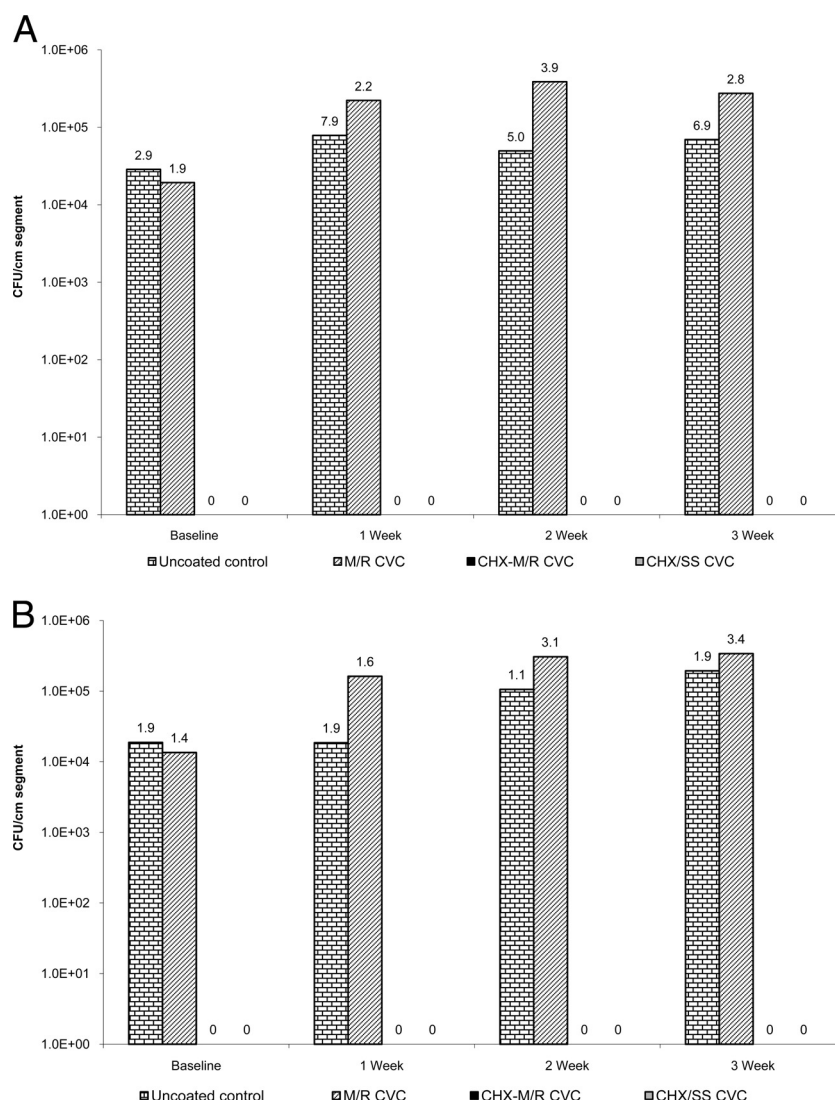 A
1.0E+06
1.0E+05
1.0E+04
1.0E+03
1.0E+02
1.0E+01
1.0E+00
CFU/cm segment
2.9 1.9 0 0
7.9 2.2 0 0
5.0 3.9 0 0
6.9 2.8 0 0
Baseline 1 Week 2 Week 3 Week
Uncoated control M/R CVC CHX-M/R CVC CHX/SS CVC
B
1.0E+06
1.0E+05
1.0E+04
1.0E+03
1.0E+02
1.0E+01
1.0E+00
CFU/cm segment
1.9 1.4 0 0
1.9 1.6 0 0
1.1 3.1 0 0
1.9 3.4 0 0
Baseline 1 Week 2 Week 3 Week
Uncoated control M/R CVC CHX-M/R CVC CHX/SS CVC